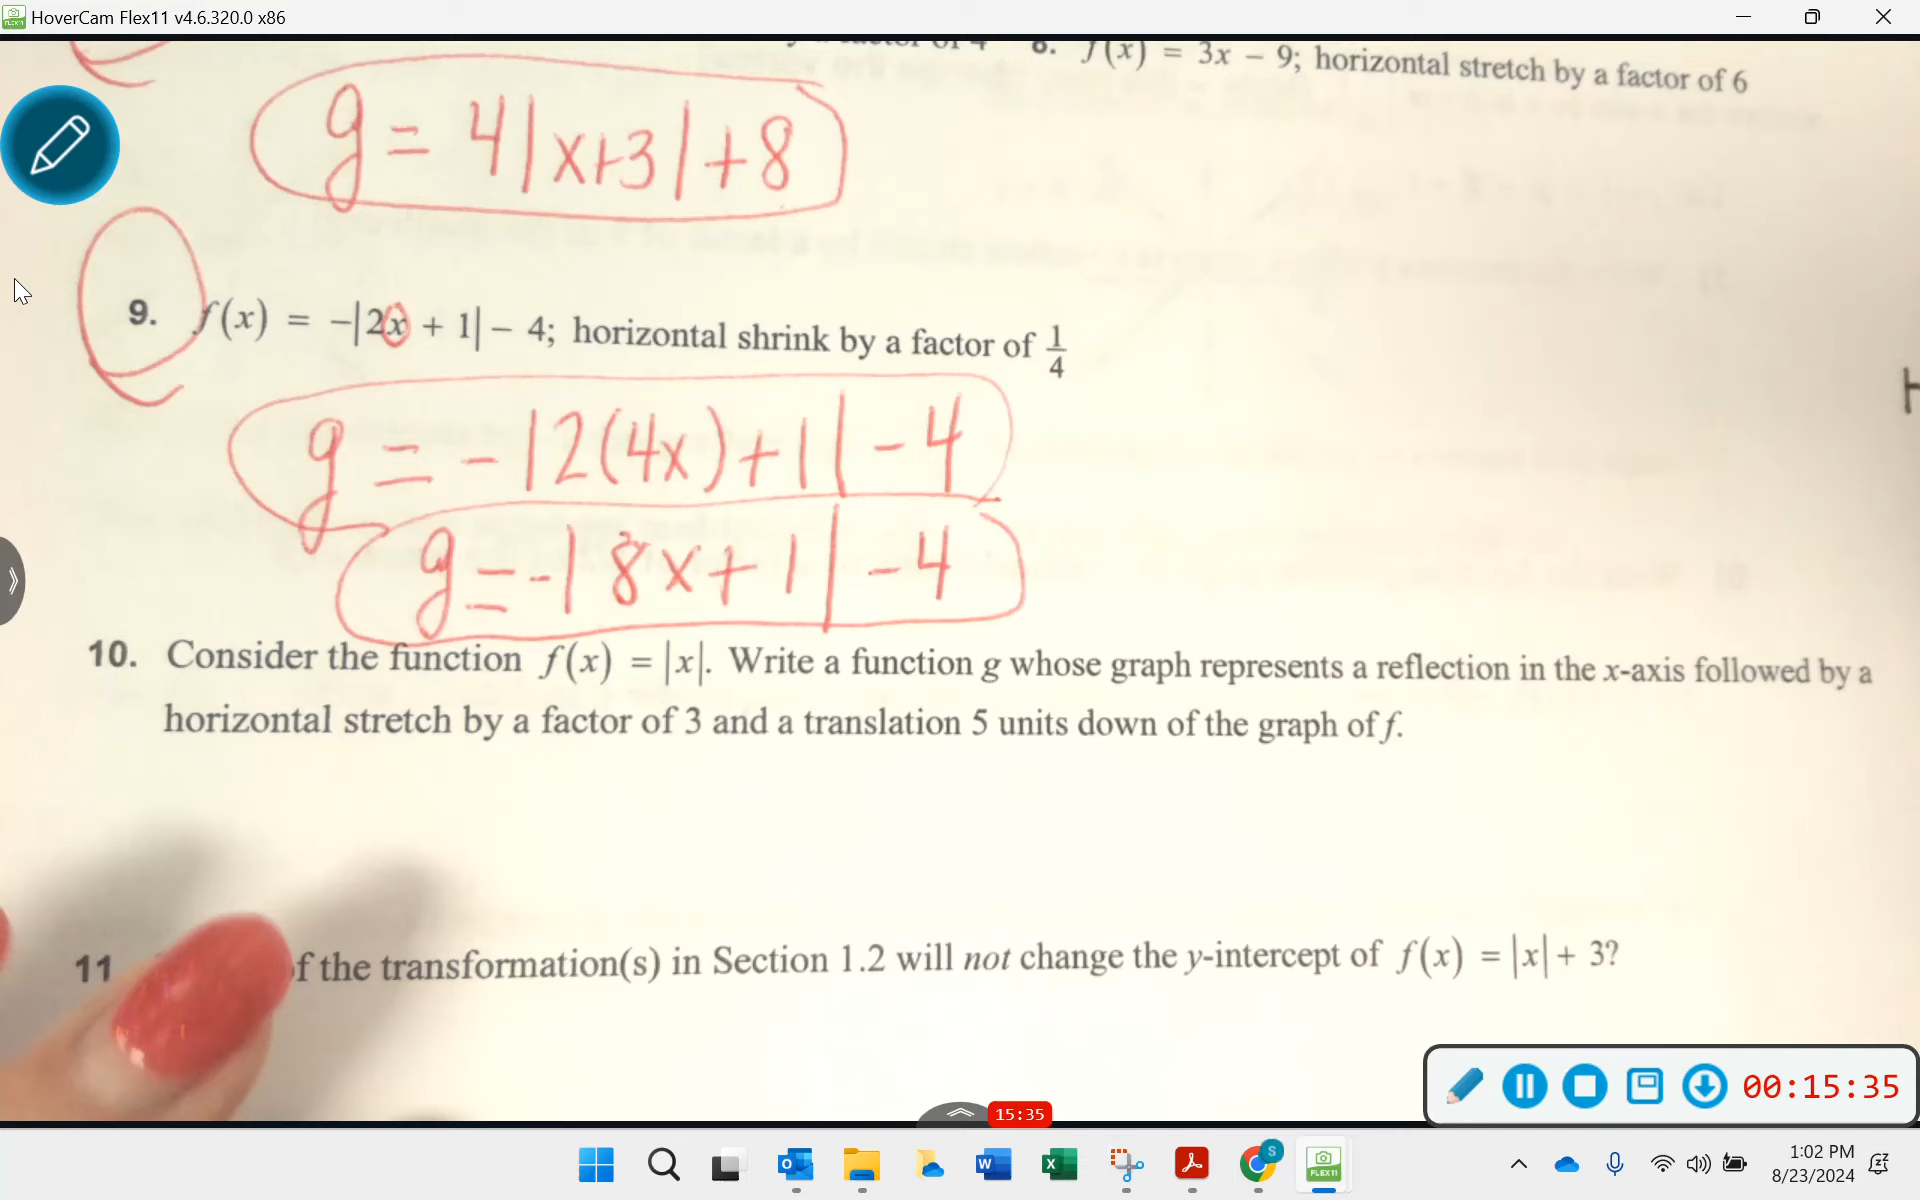 HoverCam Flex11 v4.6.320.0 x86
8. f(x) = 3x − 9; horizontal stretch by a factor of 6
g = 4|x+3|+8
9. f(x) = −|2x + 1| − 4; horizontal shrink by a factor of 1/4
g = -|2(4x)+1|-4
g = -|8x+1|-4
10. Consider the function f(x) = |x|. Write a function g whose graph represents a reflection in the x-axis followed by a
horizontal stretch by a factor of 3 and a translation 5 units down of the graph of f.
11 of the transformation(s) in Section 1.2 will not change the y-intercept of f(x) = |x| + 3?
00:15:35
15:35
S
FLEX11
1:02 PM
8/23/2024